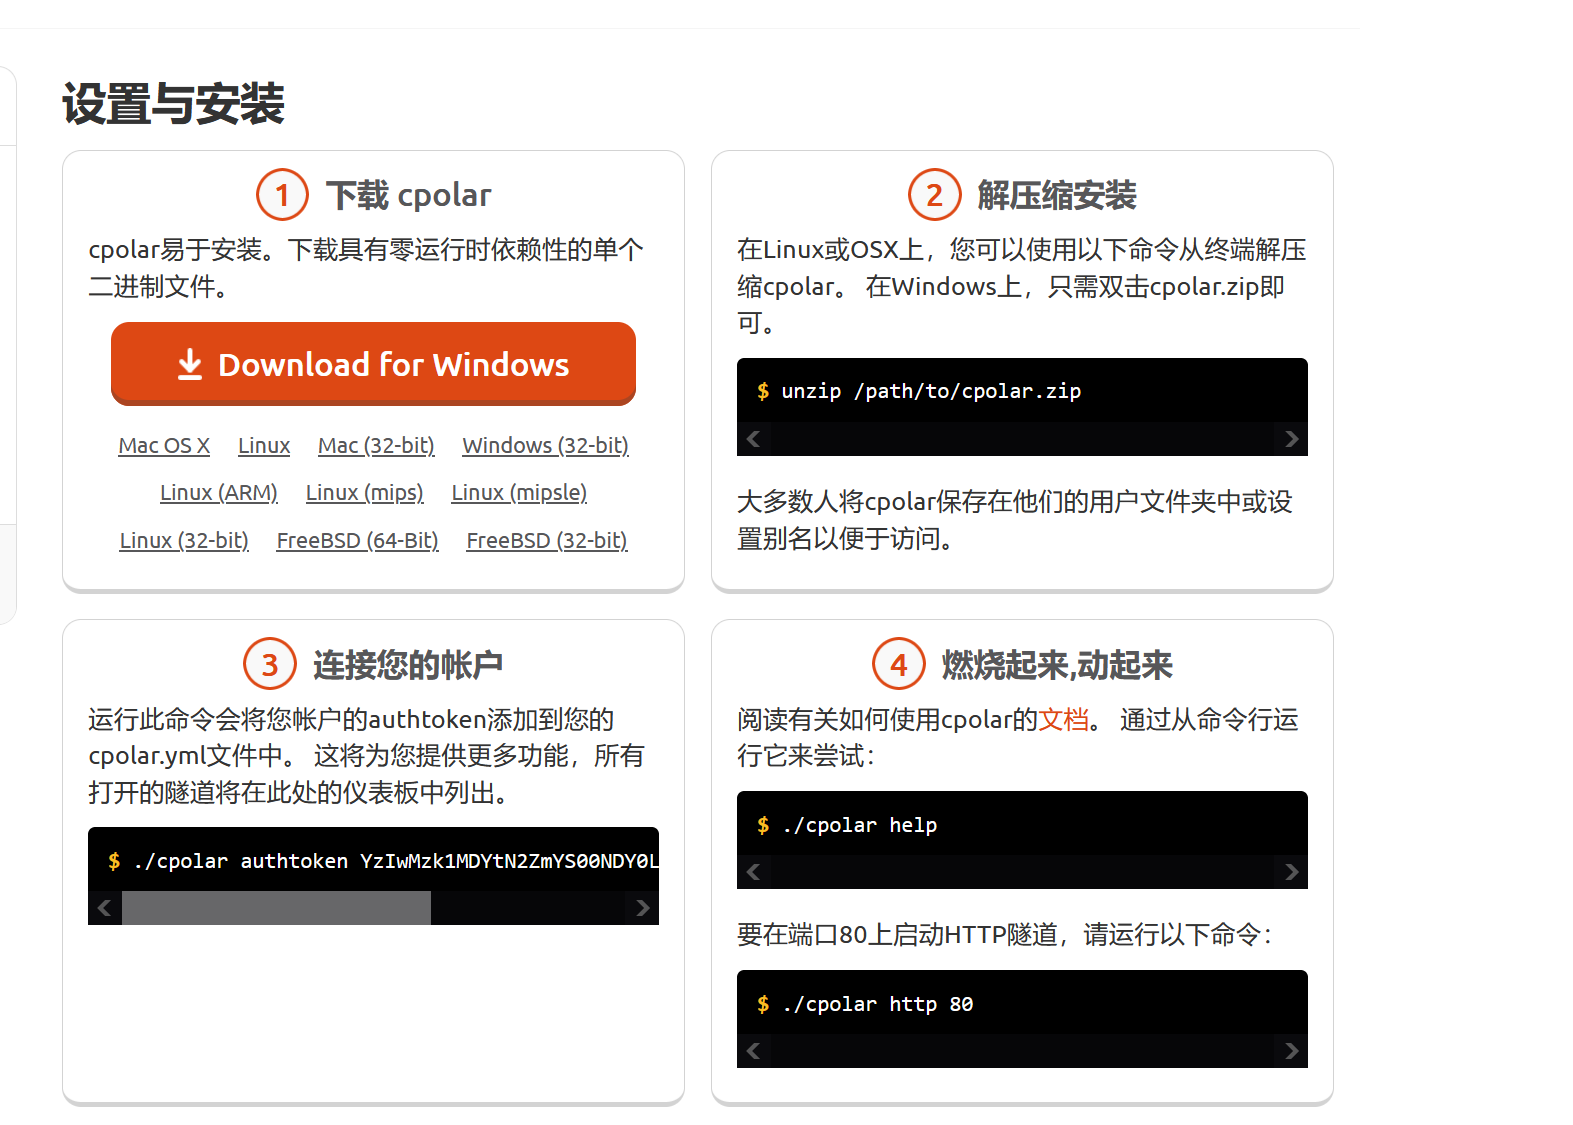 设置与安装
1 下载 cpolar
cpolar易于安装。下载具有零运行时依赖性的单个
二进制文件。
Download for Windows
Mac OS X Linux Mac (32-bit) Windows (32-bit)
Linux (ARM) Linux (mips) Linux (mipsle)
Linux (32-bit) FreeBSD (64-Bit) FreeBSD (32-bit)
2 解压缩安装
在Linux或OSX上，您可以使用以下命令从终端解压
缩cpolar。 在Windows上，只需双击cpolar.zip即
可。
$ unzip /path/to/cpolar.zip
大多数人将cpolar保存在他们的用户文件夹中或设
置别名以便于访问。
3 连接您的帐户
运行此命令会将您帐户的authtoken添加到您的
cpolar.yml文件中。 这将为您提供更多功能，所有
打开的隧道将在此处的仪表板中列出。
$ ./cpolar authtoken YzIwMzk1MDYtN2ZmYS00NDY0L
4 燃烧起来,动起来
阅读有关如何使用cpolar的文档。 通过从命令行运
行它来尝试：
$ ./cpolar help
要在端口80上启动HTTP隧道，请运行以下命令：
$ ./cpolar http 80